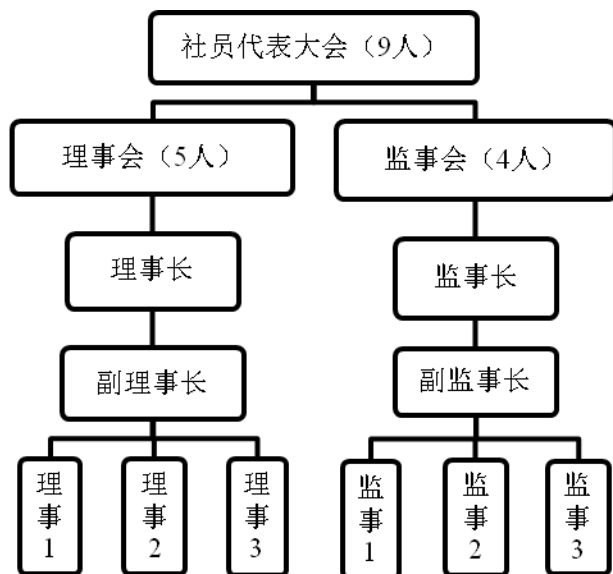 社员代表大会（9人）
理事会（5人）
监事会（4人）
理事长
监事长
副理事长
副监事长
理事1
理事2
理事3
监事1
监事2
监事3